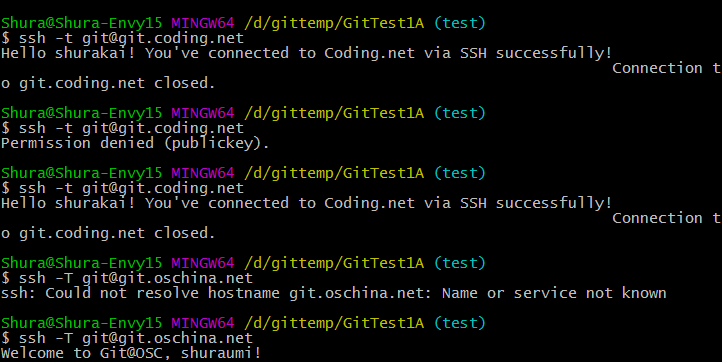 Shura@Shura-Envy15 MINGW64 /d/gittemp/GitTest1A (test)
$ ssh -t git@git.coding.net
Hello shurakai! You've connected to Coding.net via SSH successfully!
Connection t
o git.coding.net closed.
Shura@Shura-Envy15 MINGW64 /d/gittemp/GitTest1A (test)
$ ssh -t git@git.coding.net
Permission denied (publickey).
Shura@Shura-Envy15 MINGW64 /d/gittemp/GitTest1A (test)
$ ssh -t git@git.coding.net
Hello shurakai! You've connected to Coding.net via SSH successfully!
Connection t
o git.coding.net closed.
Shura@Shura-Envy15 MINGW64 /d/gittemp/GitTest1A (test)
$ ssh -T git@git.oschina.net
ssh: Could not resolve hostname git.oschina.net: Name or service not known
Shura@Shura-Envy15 MINGW64 /d/gittemp/GitTest1A (test)
$ ssh -T git@git.oschina.net
Welcome to Git@OSC, shuraumi!